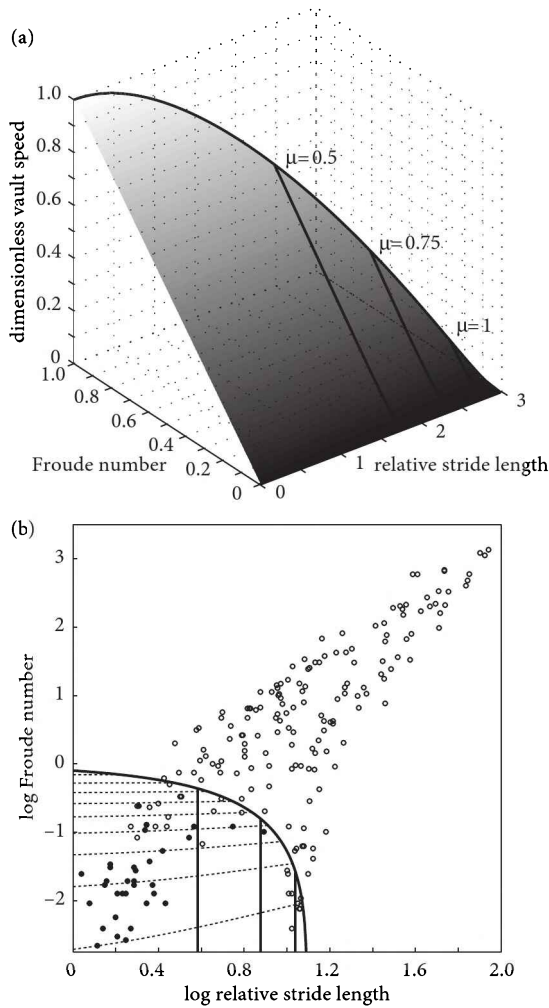 (a)
1.0
0.8
0.6
0.4
0.2
0
dimensionless vault speed
μ= 0.5
μ= 0.75
μ= 1
1.0
0.8
0.6
0.4
0.2
0
Froude number
0
1
2
3
relative stride length
(b)
3
2
1
0
−1
−2
log Froude number
0 0.4 0.8 1.2 1.6 2.0
log relative stride length